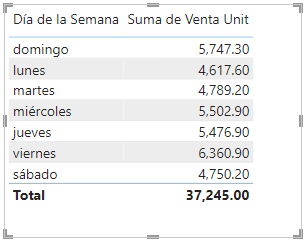 Día de la Semana Suma de Venta Unit
domingo 5,747.30
lunes 4,617.60
martes 4,789.20
miércoles 5,502.90
jueves 5,476.90
viernes 6,360.90
sábado 4,750.20
Total 37,245.00